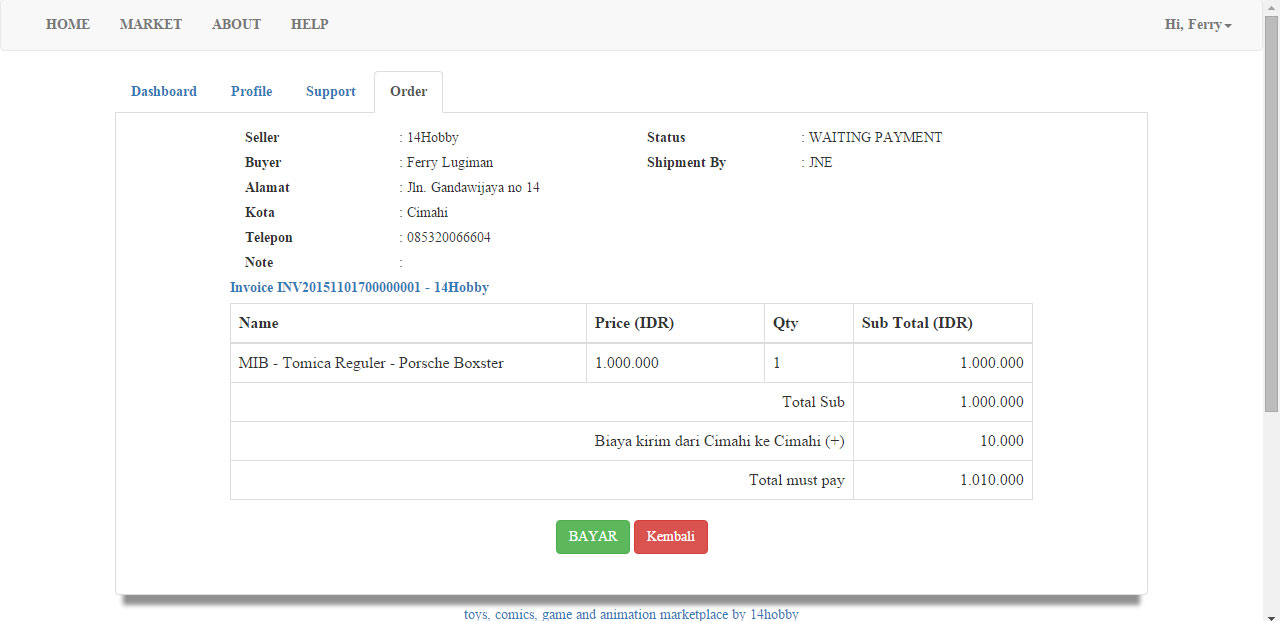 HOME MARKET ABOUT HELP Hi, Ferry
Dashboard Profile Support Order
Seller : 14Hobby Status : WAITING PAYMENT
Buyer : Ferry Lugiman Shipment By : JNE
Alamat : Jln. Gandawijaya no 14
Kota : Cimahi
Telepon : 085320066604
Note :
Invoice INV20151101700000001 - 14Hobby
Name Price (IDR) Qty Sub Total (IDR)
MIB - Tomica Reguler - Porsche Boxster 1.000.000 1 1.000.000
Total Sub 1.000.000
Biaya kirim dari Cimahi ke Cimahi (+) 10.000
Total must pay 1.010.000
BAYAR Kembali
toys, comics, game and animation marketplace by 14hobby